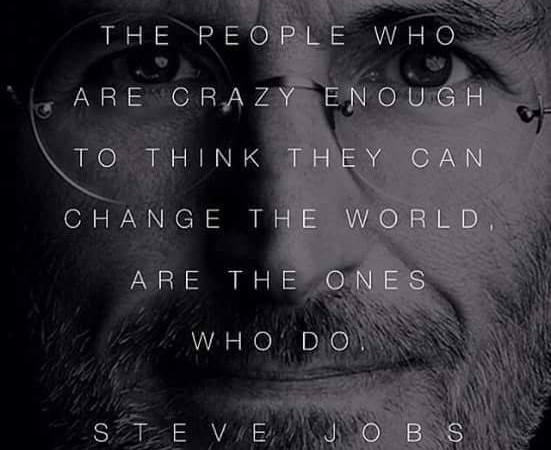 THE PEOPLE WHO
ARE CRAZY ENOUGH
TO THINK THEY CAN
CHANGE THE WORLD,
ARE THE ONES
WHO DO.
STEVE JOBS